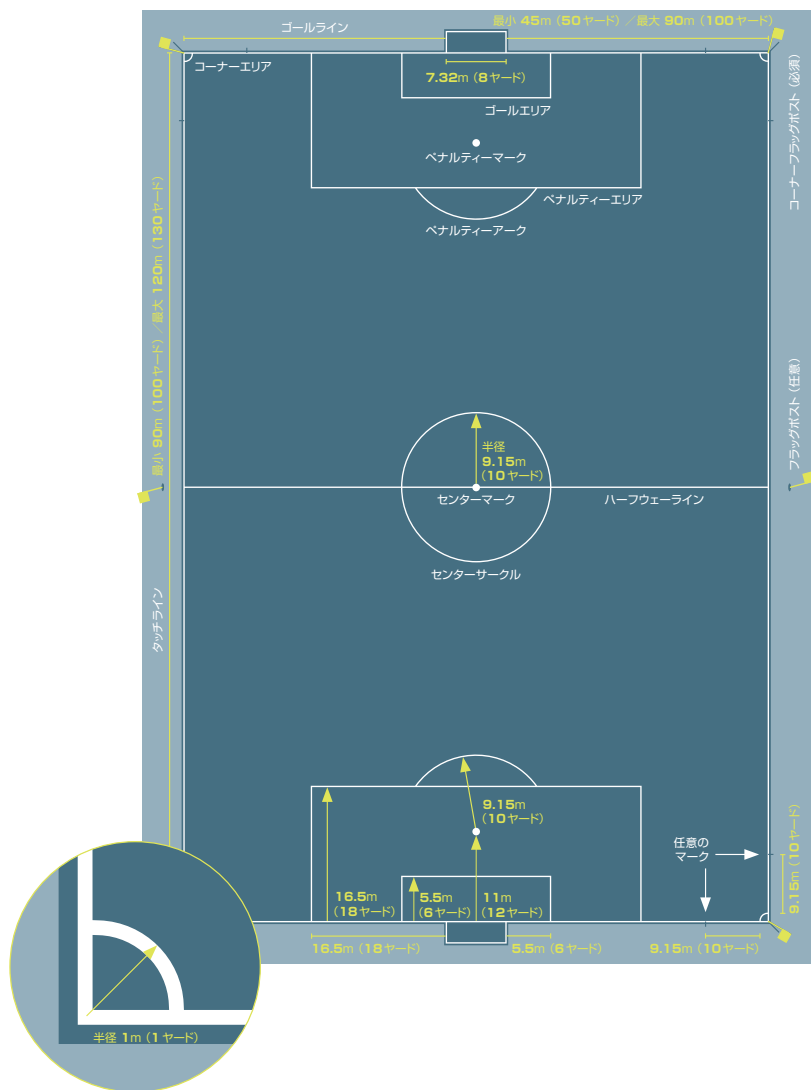 ゴールライン
最小 45m（50ヤード）／最大 90m（100ヤード）
コーナーエリア
7.32m（8ヤード）
ゴールエリア
コーナーフラッグポスト（必須）
ペナルティーマーク
ペナルティーエリア
ペナルティーアーク
最小 90m（100ヤード）／最大 120m（130ヤード）
フラッグポスト（任意）
半径
9.15m
（10ヤード）
センターマーク
ハーフウェーライン
センターサークル
タッチライン
9.15m
（10ヤード）
任意の
マーク
9.15m（10ヤード）
16.5m
（18ヤード）
5.5m
（6ヤード）
11m
（12ヤード）
16.5m（18ヤード）
5.5m（6ヤード）
9.15m（10ヤード）
半径 1m（1ヤード）